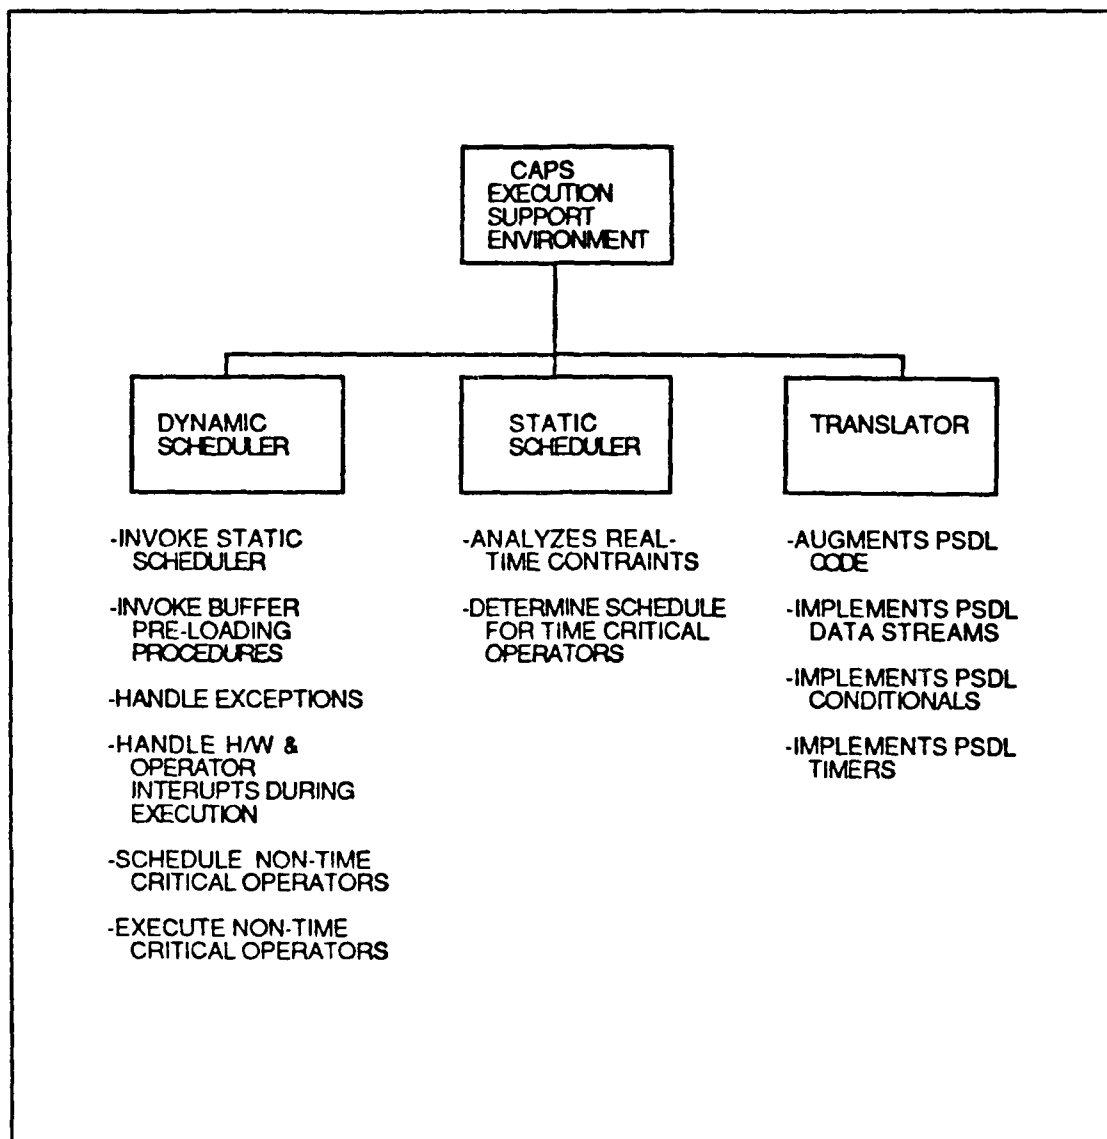 CAPS
EXECUTION
SUPPORT
ENVIRONMENT
DYNAMIC
SCHEDULER
STATIC
SCHEDULER
TRANSLATOR
-INVOKE STATIC
SCHEDULER
-INVOKE BUFFER
PRE-LOADING
PROCEDURES
-HANDLE EXCEPTIONS
-HANDLE H/W &
OPERATOR
INTERUPTS DURING
EXECUTION
-SCHEDULE NON-TIME
CRITICAL OPERATORS
-EXECUTE NON-TIME
CRITICAL OPERATORS
-ANALYZES REAL-
TIME CONTRAINTS
-DETERMINE SCHEDULE
FOR TIME CRITICAL
OPERATORS
-AUGMENTS PSDL
CODE
-IMPLEMENTS PSDL
DATA STREAMS
-IMPLEMENTS PSDL
CONDITIONALS
-IMPLEMENTS PSDL
TIMERS